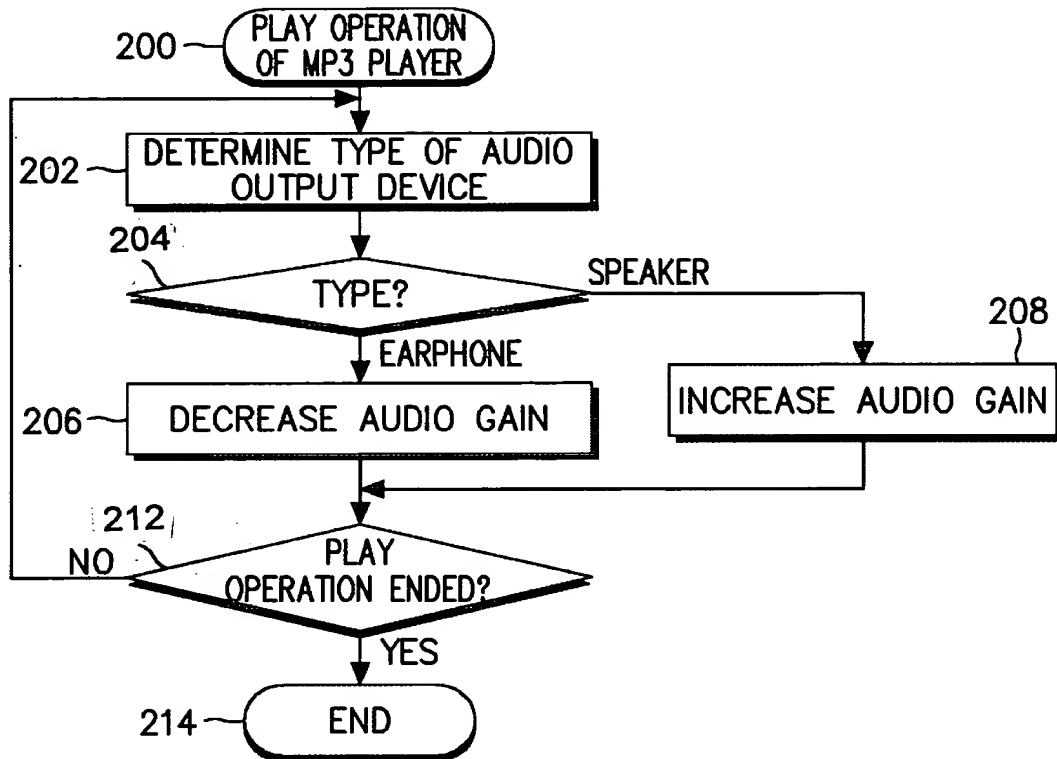 200
PLAY OPERATION
OF MP3 PLAYER
202
DETERMINE TYPE OF AUDIO
OUTPUT DEVICE
204
TYPE?
SPEAKER
EARPHONE
208
206
DECREASE AUDIO GAIN
INCREASE AUDIO GAIN
212
NO
PLAY
OPERATION ENDED?
YES
214
END